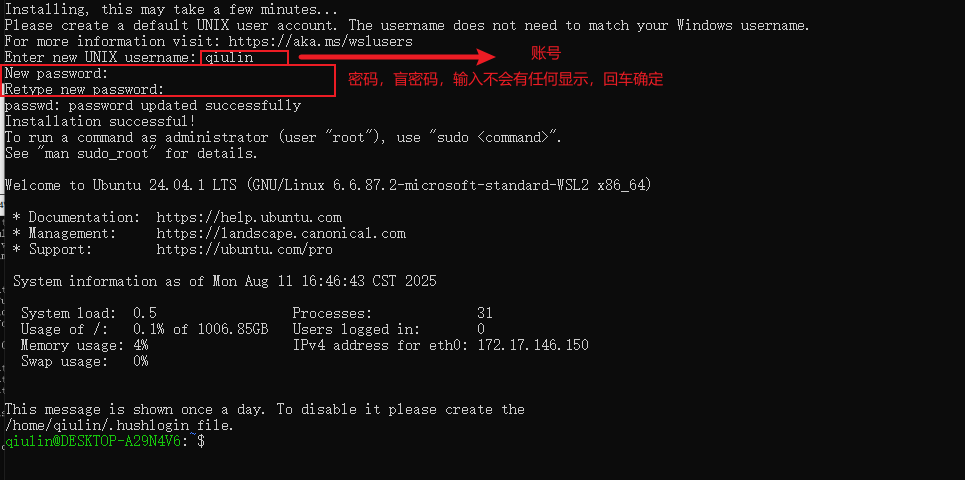 Installing, this may take a few minutes...
Please create a default UNIX user account. The username does not need to match your Windows username.
For more information visit: https://aka.ms/wslusers
Enter new UNIX username: qiulin
账号
New password:
密码，盲密码，输入不会有任何显示，回车确定
Retype new password:
passwd: password updated successfully
Installation successful!
To run a command as administrator (user "root"), use "sudo <command>".
See "man sudo_root" for details.
Welcome to Ubuntu 24.04.1 LTS (GNU/Linux 6.6.87.2-microsoft-standard-WSL2 x86_64)
* Documentation: https://help.ubuntu.com
* Management: https://landscape.canonical.com
* Support: https://ubuntu.com/pro
System information as of Mon Aug 11 16:46:43 CST 2025
System load: 0.5 Processes: 31
Usage of /: 0.1% of 1006.85GB Users logged in: 0
Memory usage: 4% IPv4 address for eth0: 172.17.146.150
Swap usage: 0%
This message is shown once a day. To disable it please create the
/home/qiulin/.hushlogin file.
qiulin@DESKTOP-A29N4V6:~$